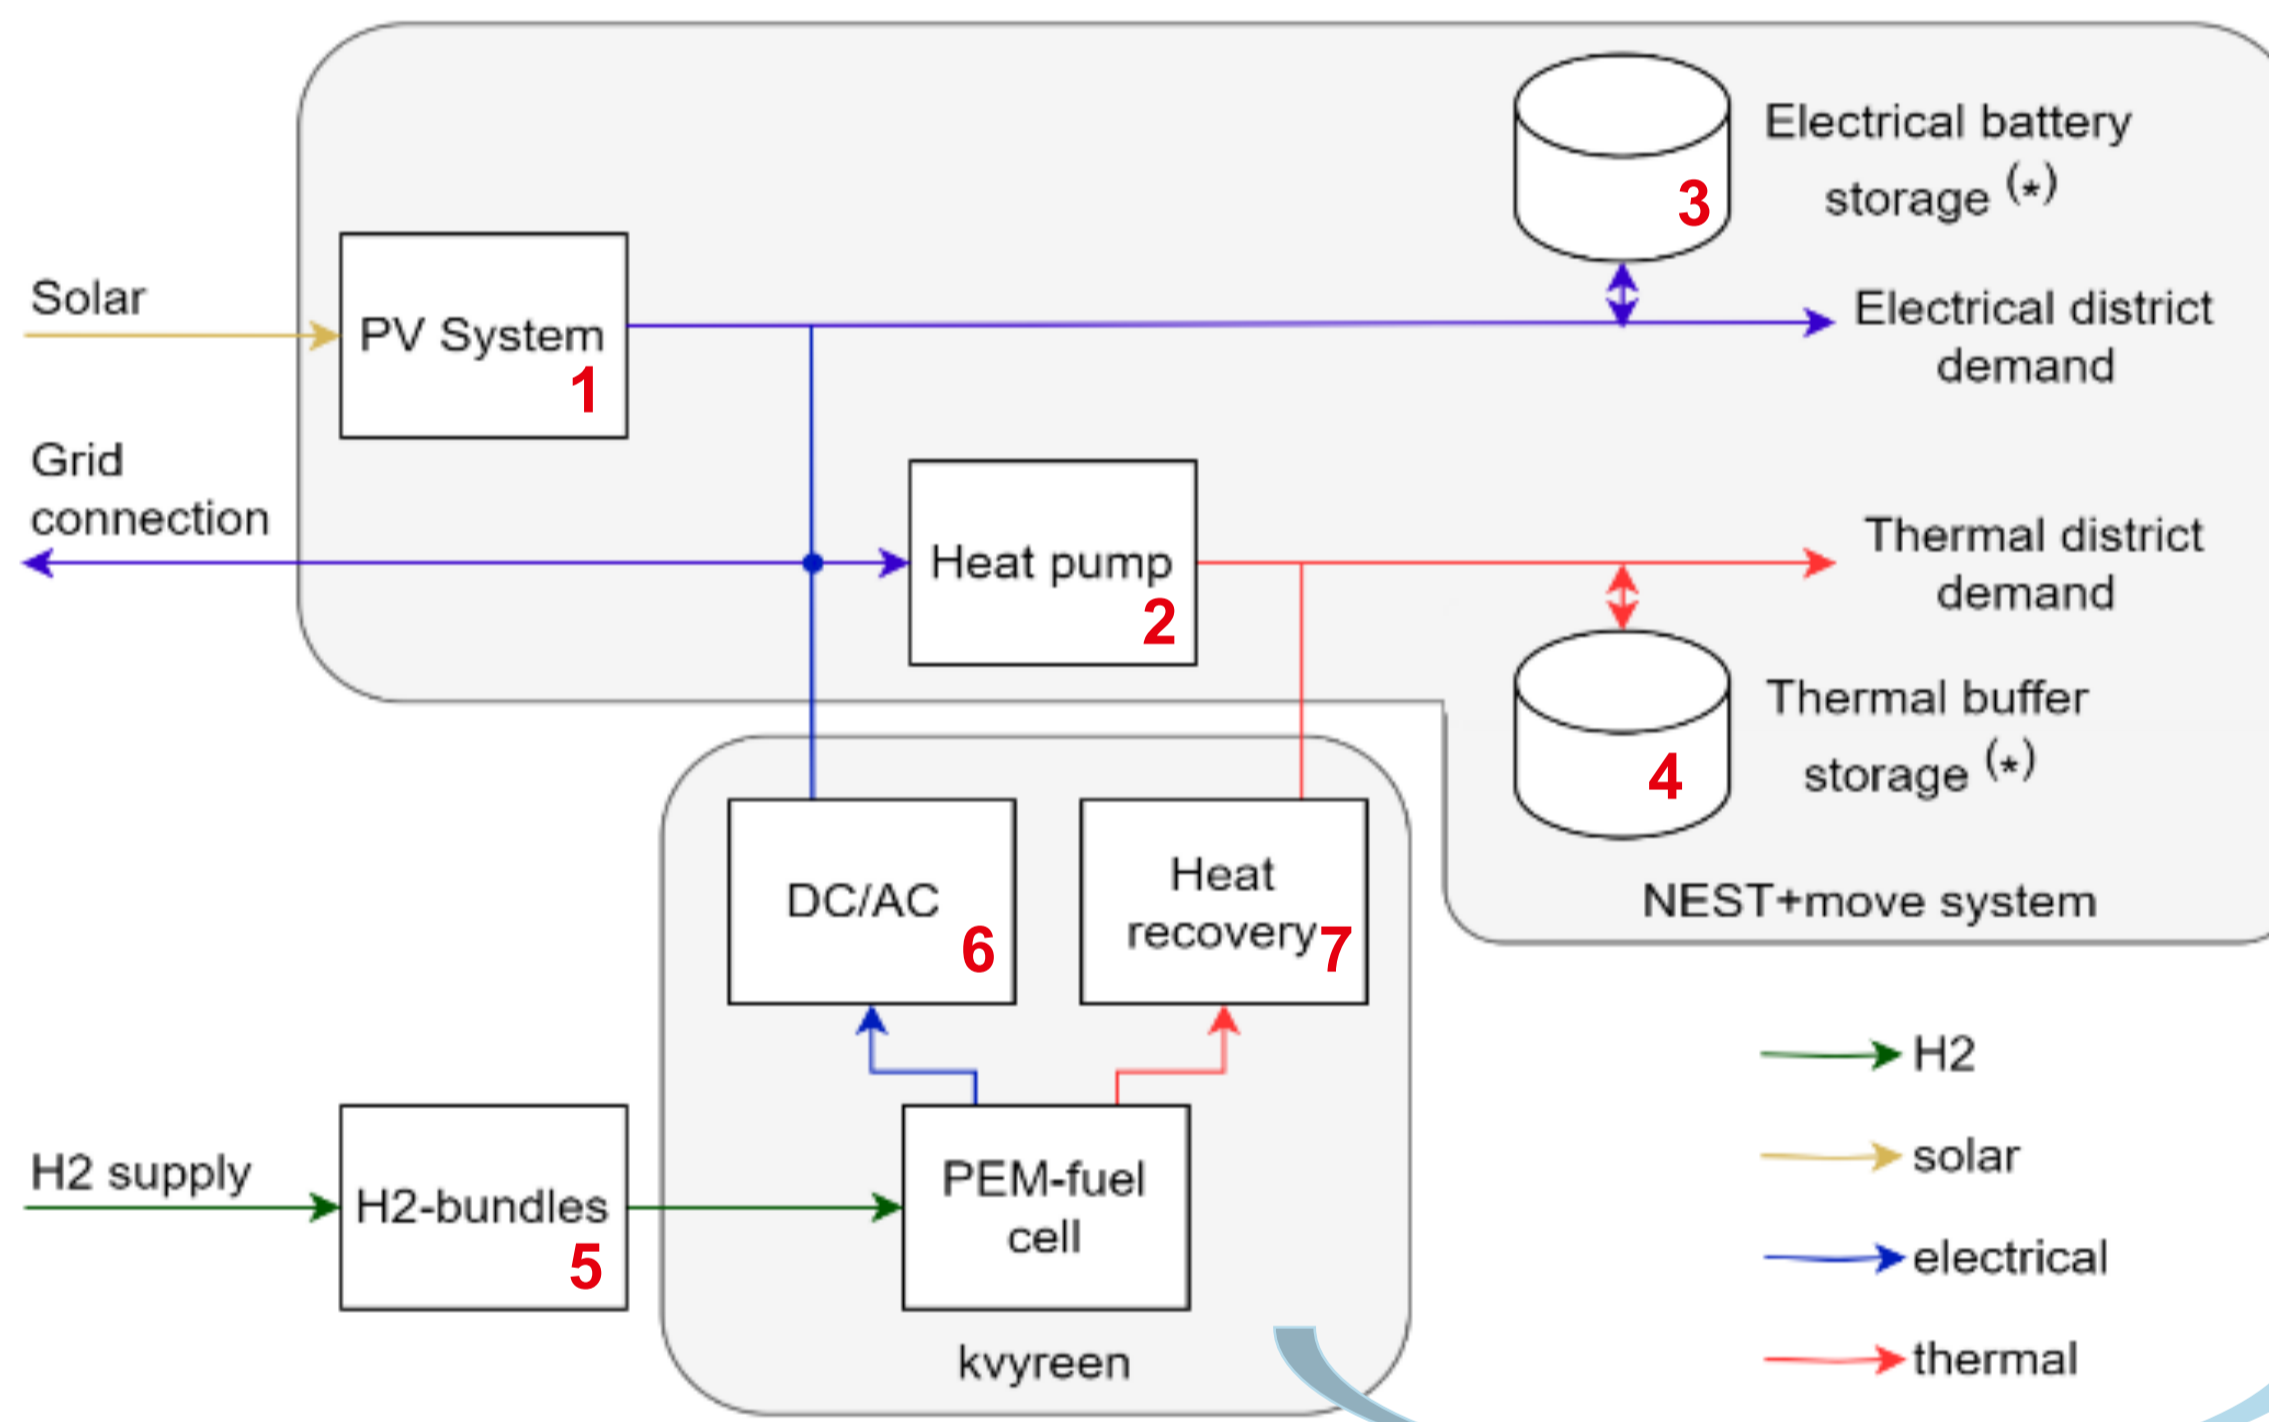 Electrical battery
storage (*)
3
Solar
PV System
1
Electrical district
demand
Grid
connection
Heat pump
2
Thermal district
demand
Thermal buffer
storage (*)
4
NEST+move system
DC/AC
6
Heat
recovery
7
H2 supply
H2-bundles
5
PEM-fuel
cell
kvyreen
H2
solar
electrical
thermal